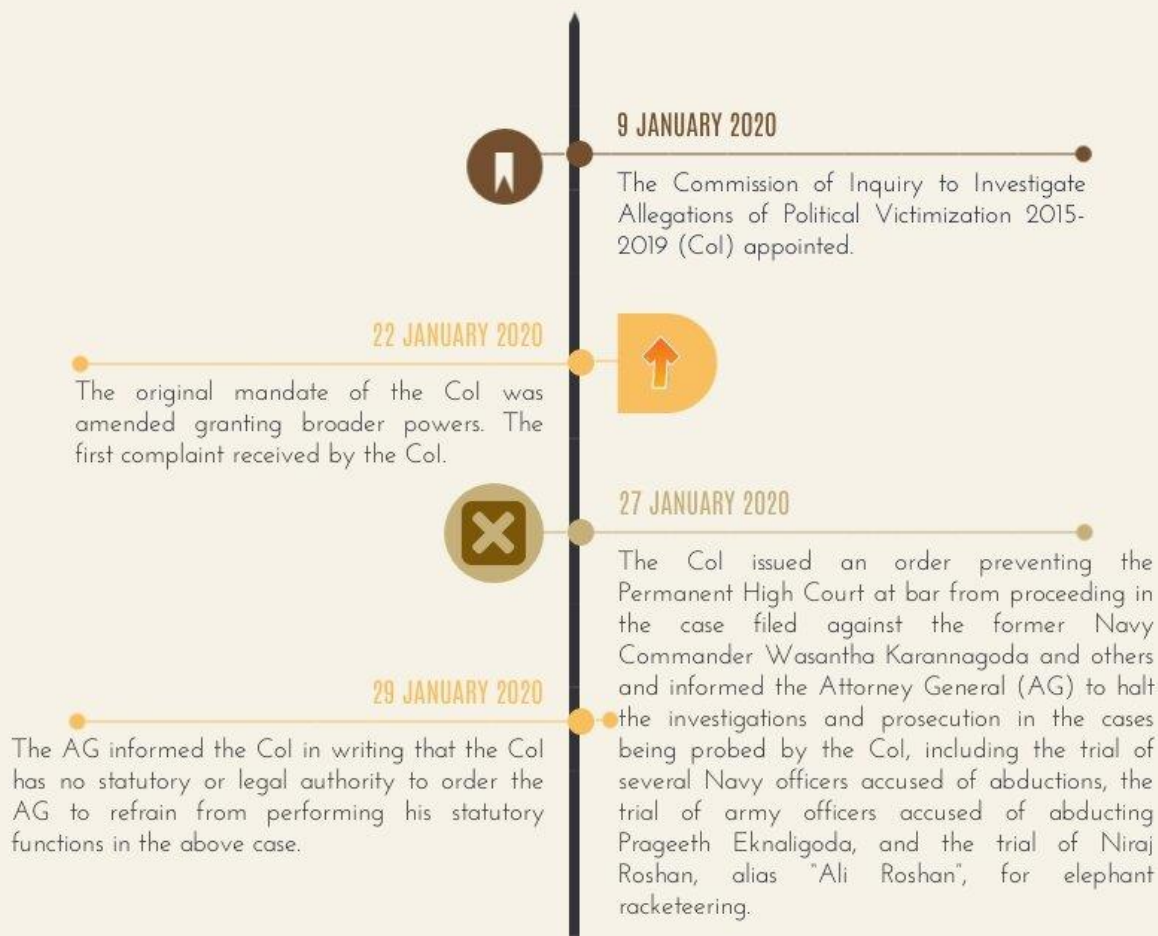 9 JANUARY 2020
The Commission of Inquiry to Investigate
Allegations of Political Victimization 2015-
2019 (CoI) appointed.
22 JANUARY 2020
The original mandate of the CoI was
amended granting broader powers. The
first complaint received by the CoI.
27 JANUARY 2020
The CoI issued an order preventing the
Permanent High Court at bar from proceeding in
the case filed against the former Navy
Commander Wasantha Karannagoda and others
and informed the Attorney General (AG) to halt
the investigations and prosecution in the cases
being probed by the CoI, including the trial of
several Navy officers accused of abductions, the
trial of army officers accused of abducting
Prageeth Eknaligoda, and the trial of Niraj
Roshan, alias "Ali Roshan", for elephant
racketeering.
29 JANUARY 2020
The AG informed the CoI in writing that the CoI
has no statutory or legal authority to order the
AG to refrain from performing his statutory
functions in the above case.